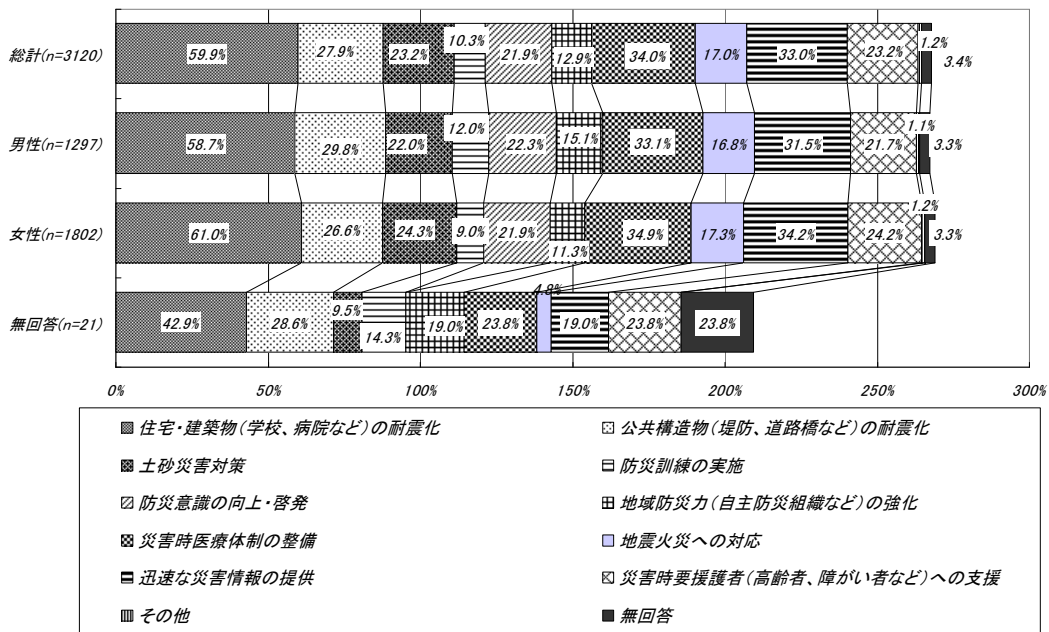 総計(n=3120) 59.9% 27.9% 23.2% 10.3% 21.9% 12.9% 34.0% 17.0% 33.0% 23.2% 1.2% 3.4%
男性(n=1297) 58.7% 29.8% 22.0% 12.0% 22.3% 15.1% 33.1% 16.8% 31.5% 21.7% 1.1% 3.3%
女性(n=1802) 61.0% 26.6% 24.3% 9.0% 21.9% 11.3% 34.9% 17.3% 34.2% 24.2% 1.2% 3.3%
無回答(n=21) 42.9% 28.6% 9.5% 14.3% 19.0% 23.8% 4.8% 19.0% 23.8% 23.8%
0% 50% 100% 150% 200% 250% 300%
住宅・建築物(学校、病院など)の耐震化 公共構造物(堤防、道路橋など)の耐震化
土砂災害対策 防災訓練の実施
防災意識の向上・啓発 地域防災力(自主防災組織など)の強化
災害時医療体制の整備 地震火災への対応
迅速な災害情報の提供 災害時要援護者(高齢者、障がい者など)への支援
その他 無回答